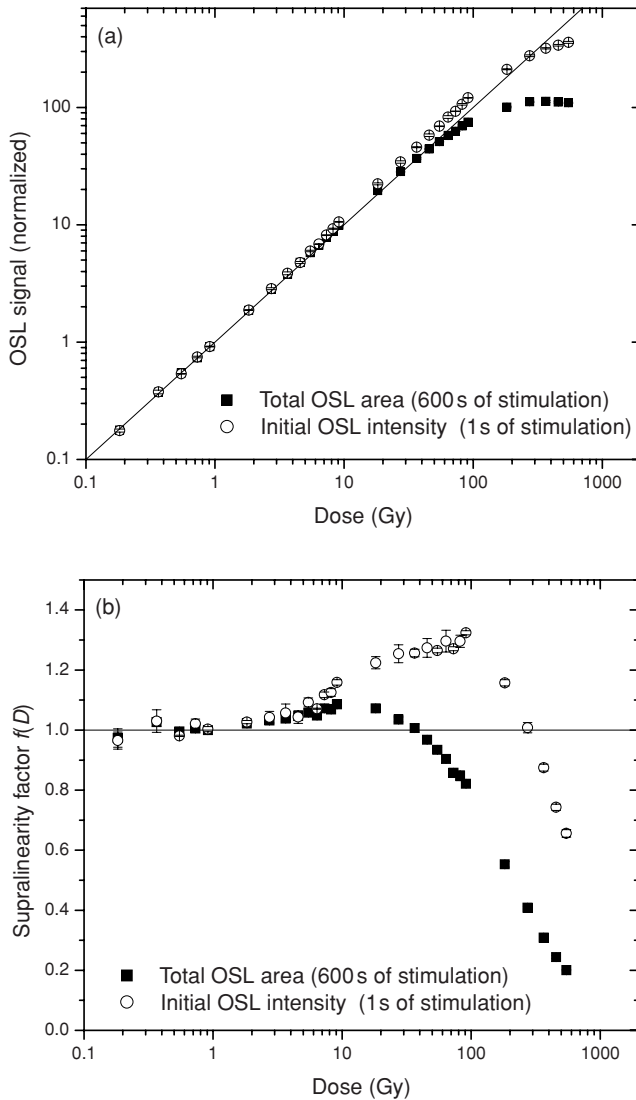 (a)
OSL signal (normalized)
100
10
1
0.1
Total OSL area (600 s of stimulation)
Initial OSL intensity (1 s of stimulation)
0.1 1 10 100 1000
Dose (Gy)
(b)
Supralinearity factor f(D)
1.4
1.2
1.0
0.8
0.6
0.4
0.2
0.0
Total OSL area (600 s of stimulation)
Initial OSL intensity (1 s of stimulation)
0.1 1 10 100 1000
Dose (Gy)